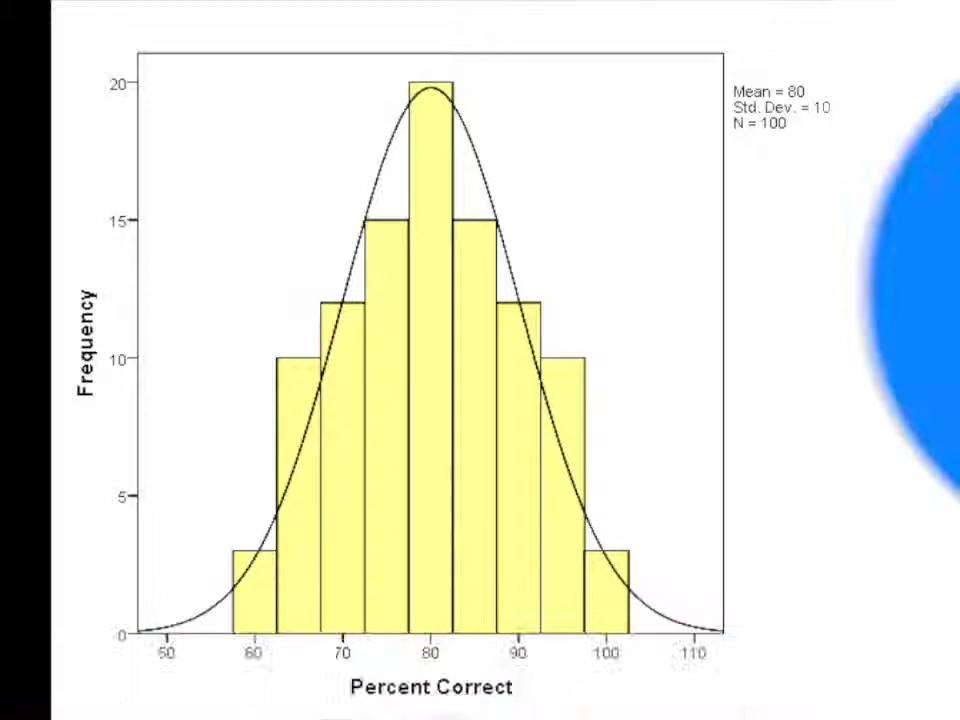 Mean = 80
Std. Dev. = 10
N = 100
20
15
10
5
0
Frequency
50 60 70 80 90 100 110
Percent Correct